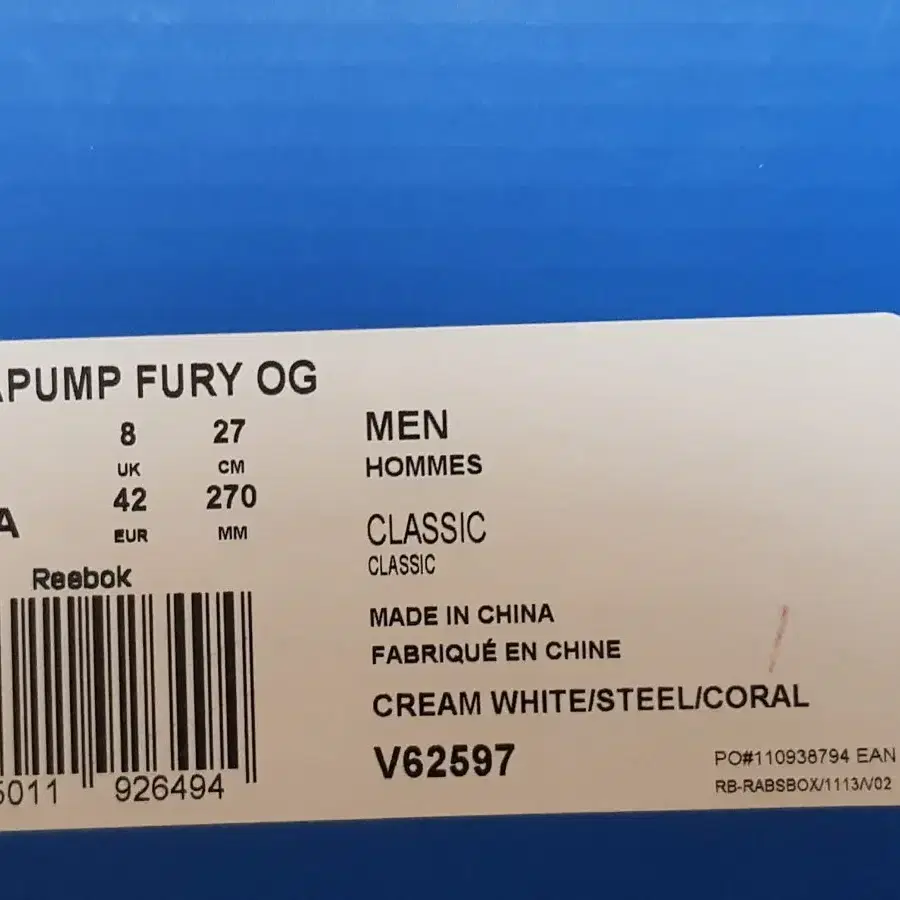 APUMP FURY OG
8 27
UK CM
42 270
A
EUR MM
Reebok
5011 926494
MEN
HOMMES
CLASSIC
CLASSIC
MADE IN CHINA
FABRIQUÉ EN CHINE
CREAM WHITE/STEEL/CORAL
V62597
PO#110938794 EAN
RB-RABSBOX/1113/V02